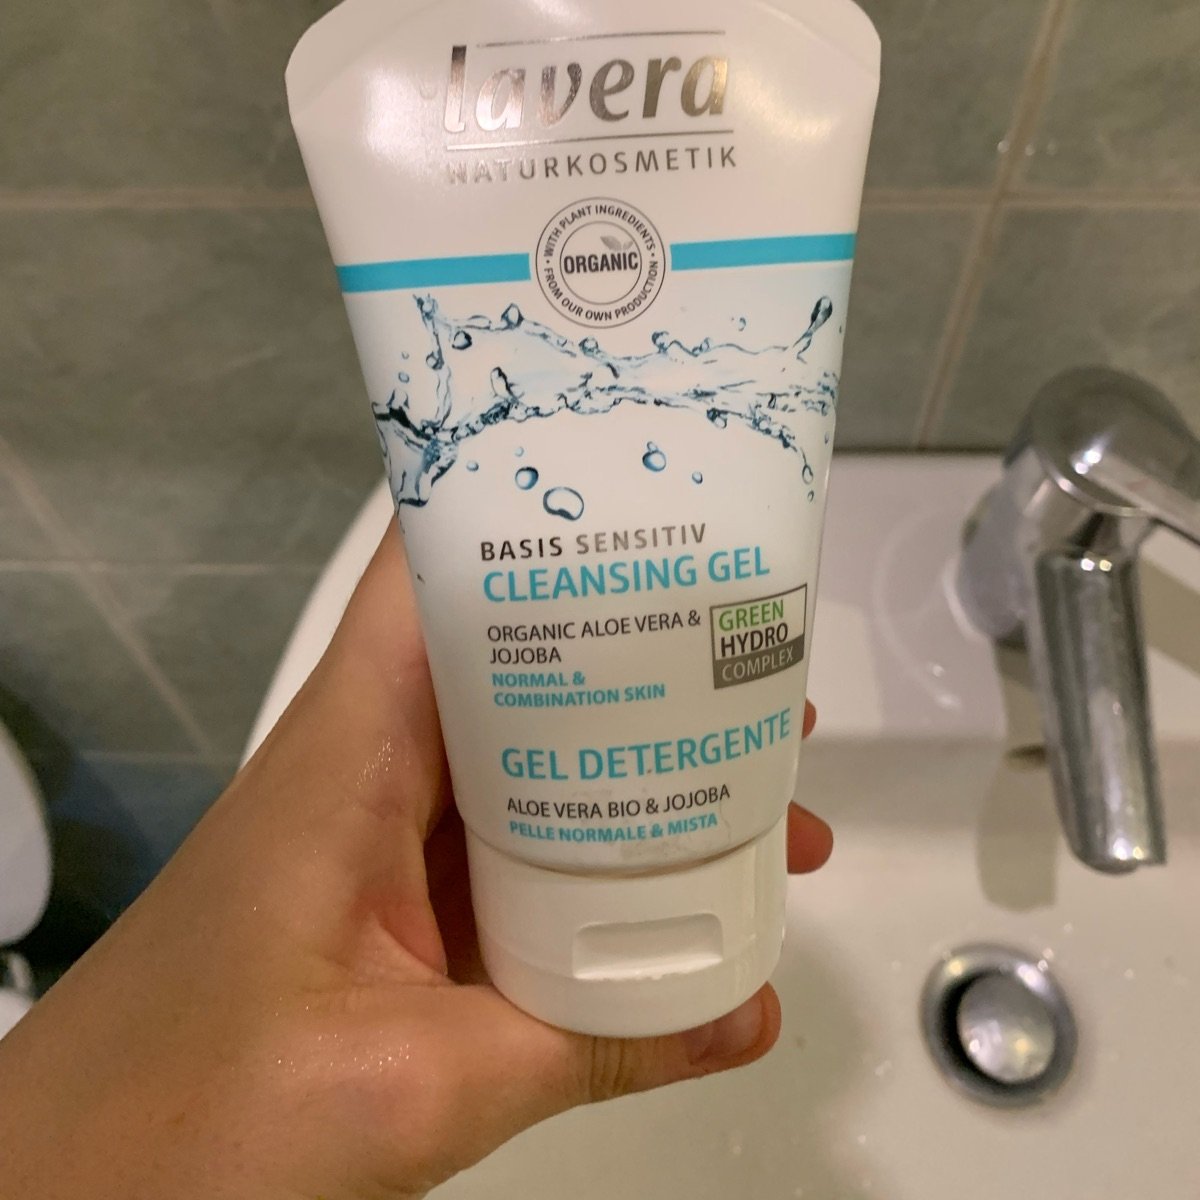 lavera
NATURKOSMETIK
WITH PLANT INGREDIENTS
ORGANIC
FROM OUR OWN PRODUCTION
BASIS SENSITIV
CLEANSING GEL
ORGANIC ALOE VERA &
JOJOBA
NORMAL &
COMBINATION SKIN
GREEN
HYDRO
COMPLEX
GEL DETERGENTE
ALOE VERA BIO & JOJOBA
PELLE NORMALE & MISTA